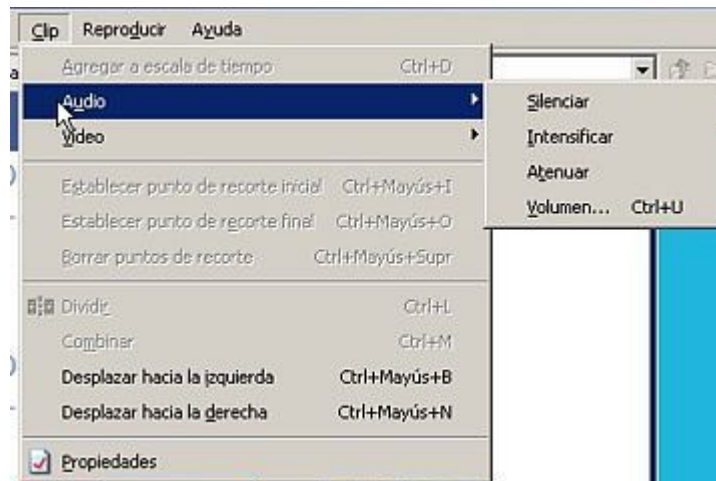 Clip Reproducir Ayuda
Agregar a escala de tiempo Ctrl+D
Audio
Video
Establecer punto de recorte inicial Ctrl+Mayús+I
Establecer punto de recorte final Ctrl+Mayús+O
Borrar puntos de recorte Ctrl+Mayús+Supr
Dividir Ctrl+L
Combinar Ctrl+M
Desplazar hacia la izquierda Ctrl+Mayús+B
Desplazar hacia la derecha Ctrl+Mayús+N
Propiedades
Silenciar
Intensificar
Atenuar
Volumen... Ctrl+U